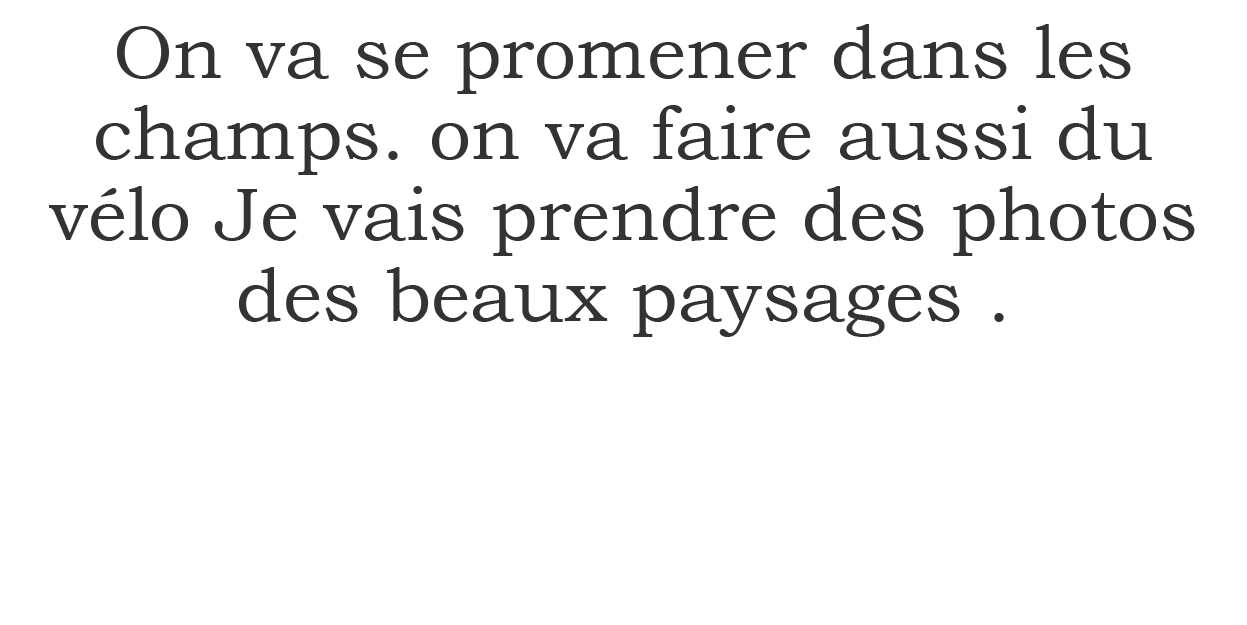 On va se promener dans les
champs. on va faire aussi du
vélo Je vais prendre des photos
des beaux paysages .